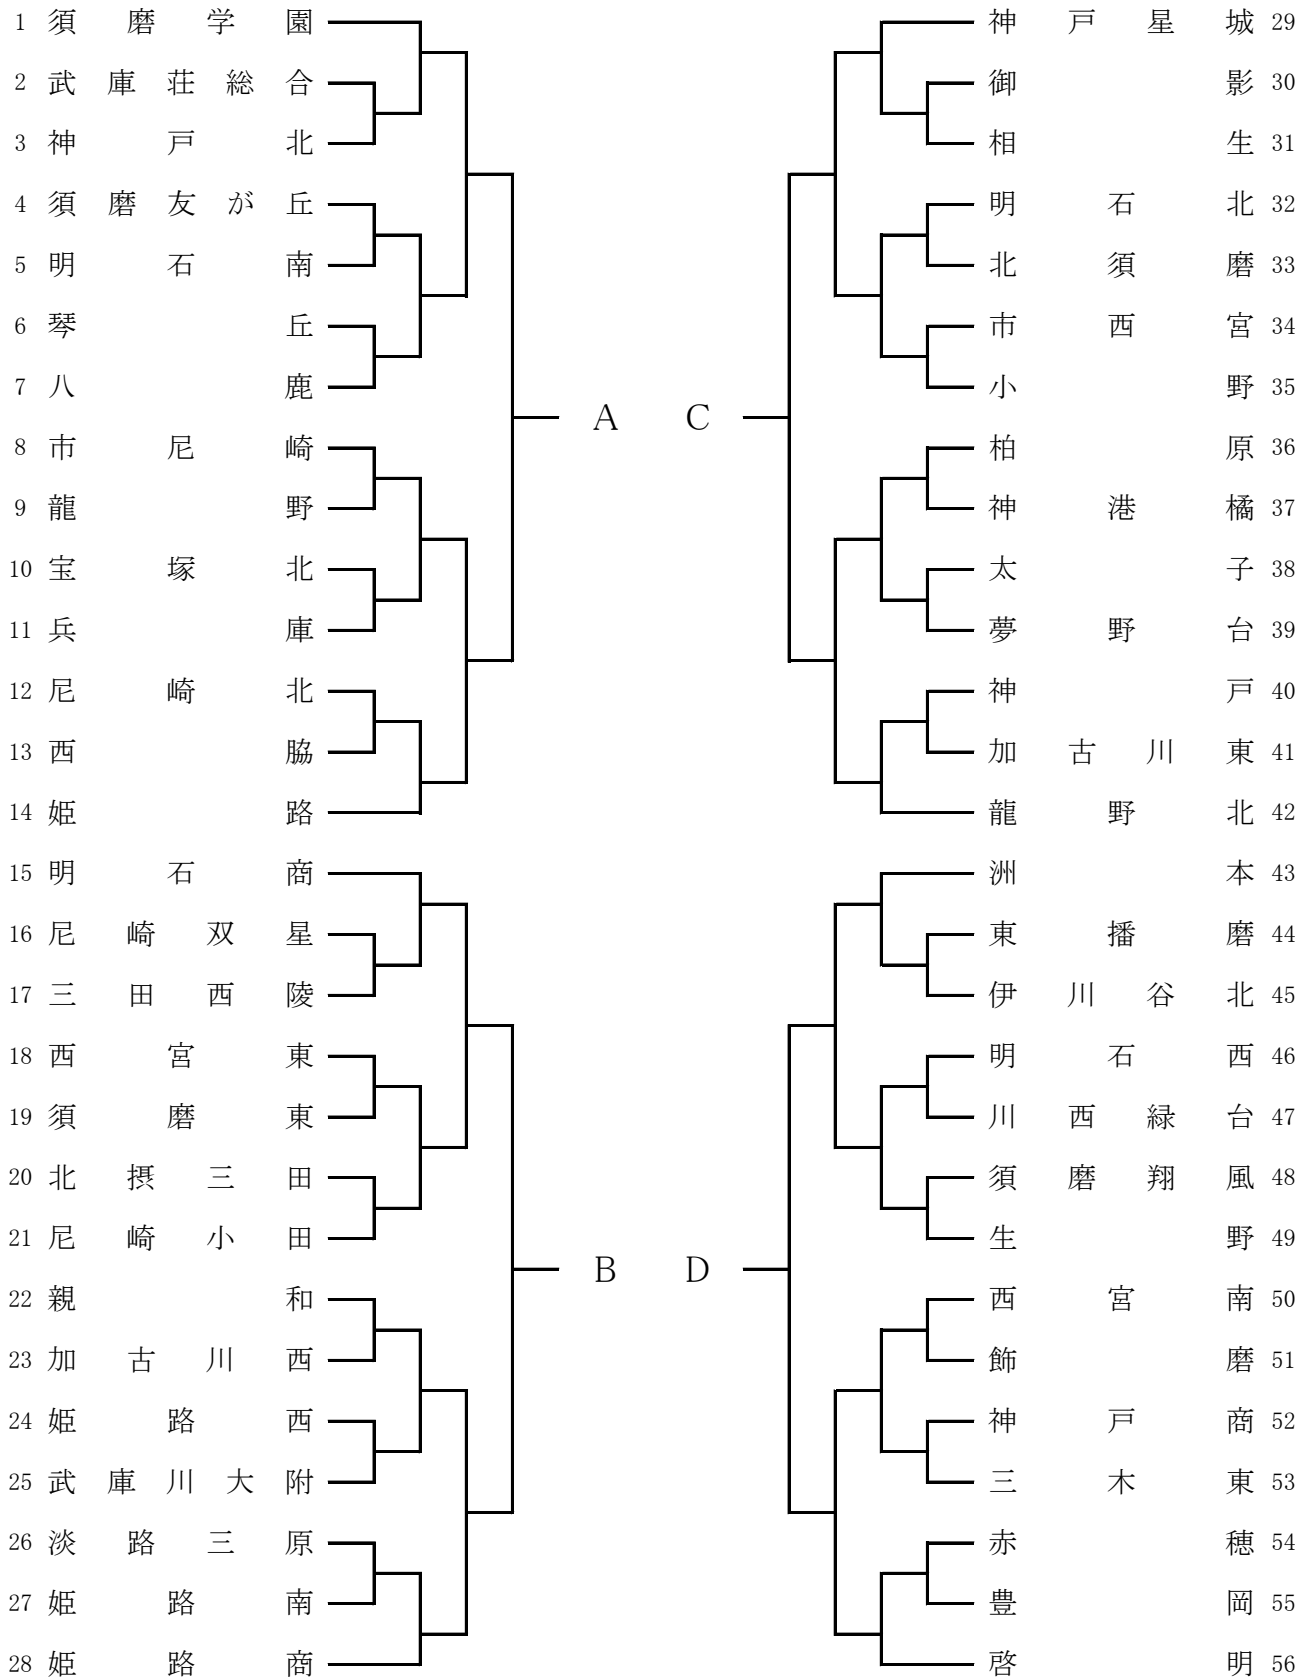 1 須磨学園
2 武庫荘総合
3 神戸北
4 須磨友が丘
5 明石南
6 琴丘
7 八鹿
8 市尼崎
9 龍野
10 宝塚北
11 兵庫
12 尼崎北
13 西脇
14 姫路
A
15 明石商
16 尼崎双星
17 三田西陵
18 西宮東
19 須磨東
20 北摂三田
21 尼崎小田
22 親和
23 加古川西
24 姫路西
25 武庫川大附
26 淡路三原
27 姫路南
28 姫路商
B
神戸星城 29
御影 30
相生 31
明石北 32
北須磨 33
市西宮 34
小野 35
柏原 36
神港橘 37
太子 38
夢野台 39
神戸 40
加古川東 41
龍野北 42
C
洲本 43
東播磨 44
伊川谷北 45
明石西 46
川西緑台 47
須磨翔風 48
生野 49
西宮南 50
飾磨 51
神戸商 52
三木東 53
赤穂 54
豊岡 55
啓明 56
D